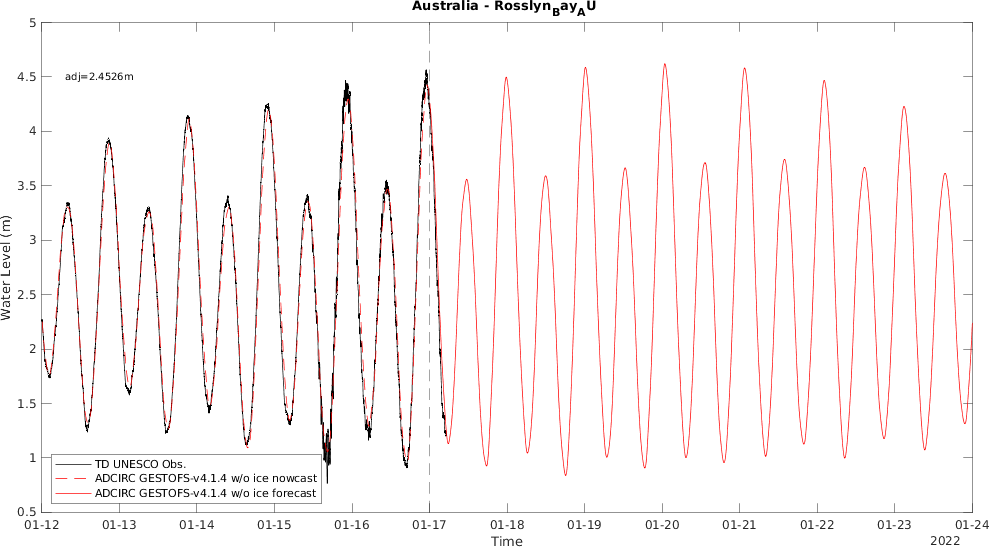 Australia - Rosslyn_Bay_AU
5
4.5
4
3.5
3
2.5
2
1.5
1
0.5
Water Level (m)
adj=2.4526m
TD UNESCO Obs.
ADCIRC GESTOFS-v4.1.4 w/o ice nowcast
ADCIRC GESTOFS-v4.1.4 w/o ice forecast
01-12 01-13 01-14 01-15 01-16 01-17 01-18 01-19 01-20 01-21 01-22 01-23 01-24
Time
2022